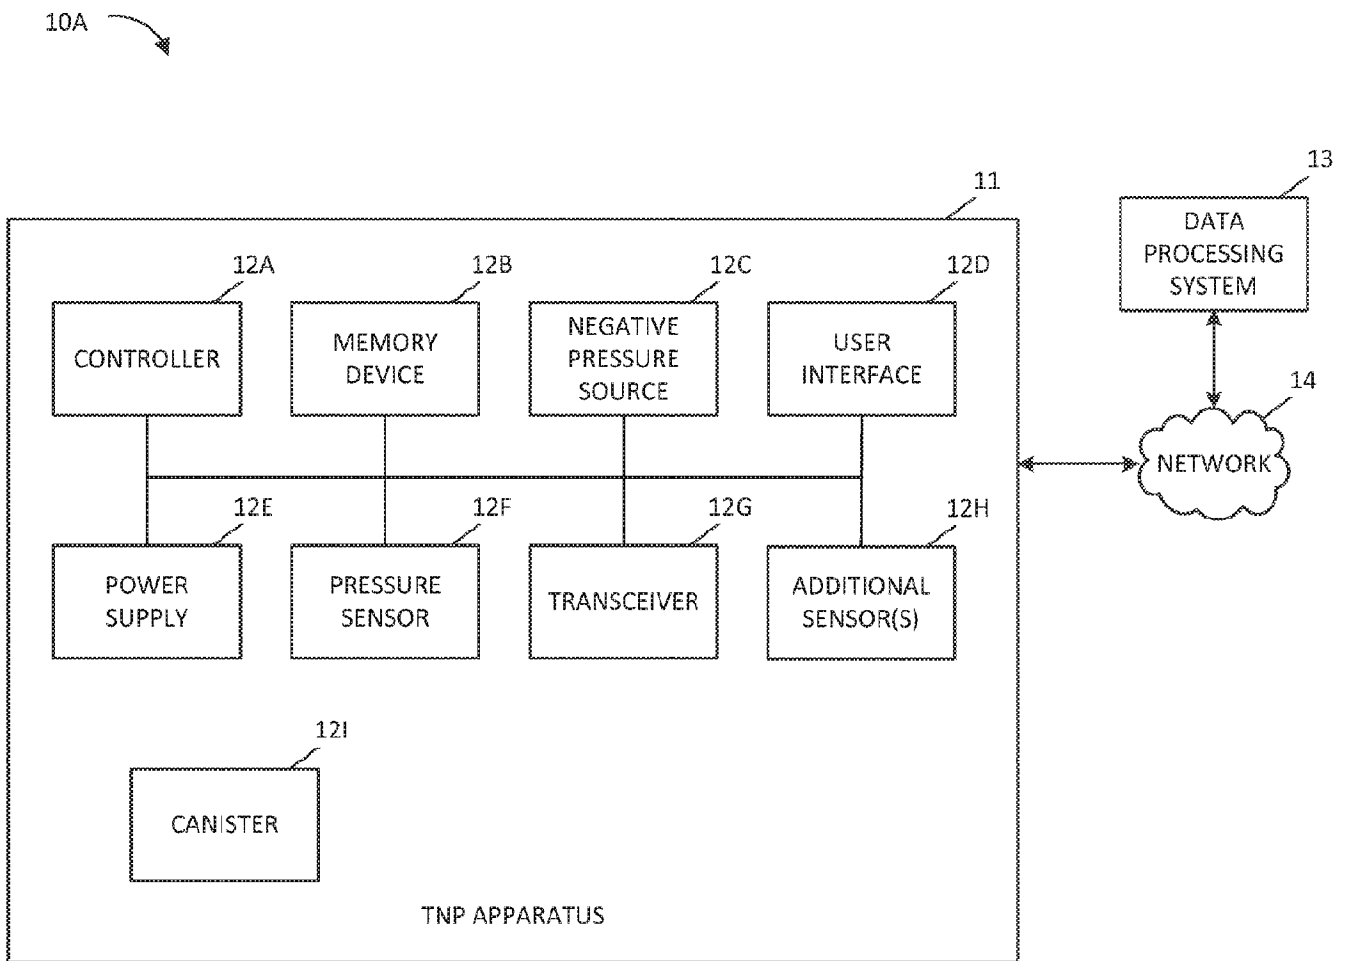 10A
13
DATA
PROCESSING
SYSTEM
11
12A
12B
12C
12D
CONTROLLER
MEMORY
DEVICE
NEGATIVE
PRESSURE
SOURCE
USER
INTERFACE
14
NETWORK
12E
12F
12G
12H
POWER
SUPPLY
PRESSURE
SENSOR
TRANSCEIVER
ADDITIONAL
SENSOR(S)
12I
CANISTER
TNP APPARATUS